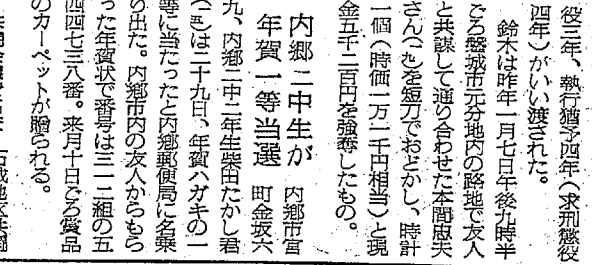 役三年、執行猶予四年(求刑懲役
四年)がいい渡された。
鈴木は昨年一月七日午後九時半
ごろ磐城市元分地内の路地で友人
と共謀して通り合わせた本間忠夫
さん(一九)を短刀でおどかし、時計
一個(時価一万一千円相当)と現
金五千二百円を強奪したもの。
内郷二中生が
年賀一等当選
内郷市宮
町金坂六
九、内郷二中二年生柴田たかし君
は二十九日、年賀ハガキの一
等に当たったと内郷郵便局に名乗
り出た。内郷市内の友人からもら
った年賀状で番号は三一二組の五
四四七三八番。来月十日ごろ賞品
のカーペットが贈られる。